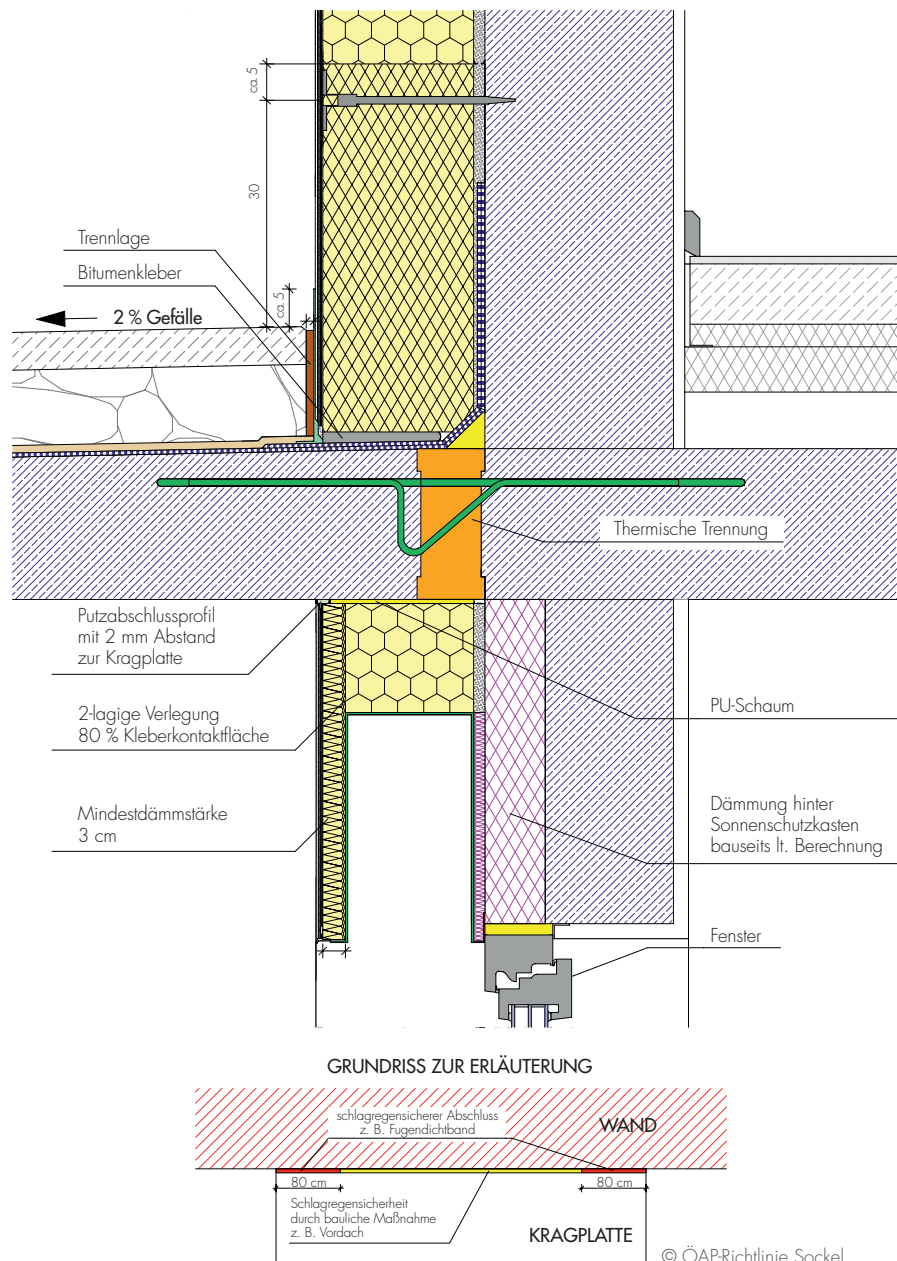 ca. 5
30
Trennlage
Bitumenkleber
ca. 5
2 % Gefälle
Thermische Trennung
Putzabschlussprofil
mit 2 mm Abstand
zur Kragplatte
2-lagige Verlegung
80 % Kleberkontaktfläche
PU-Schaum
Mindestdämmstärke
3 cm
Dämmung hinter
Sonnenschutzkasten
bauseits lt. Berechnung
Fenster
GRUNDRISS ZUR ERLÄUTERUNG
schlagregensicherer Abschluss
z. B. Fugendichtband
WAND
80 cm
80 cm
Schlagregensicherheit
durch bauliche Maßnahme
z. B. Vordach
KRAGPLATTE
© ÖAP-Richtlinie Sockel